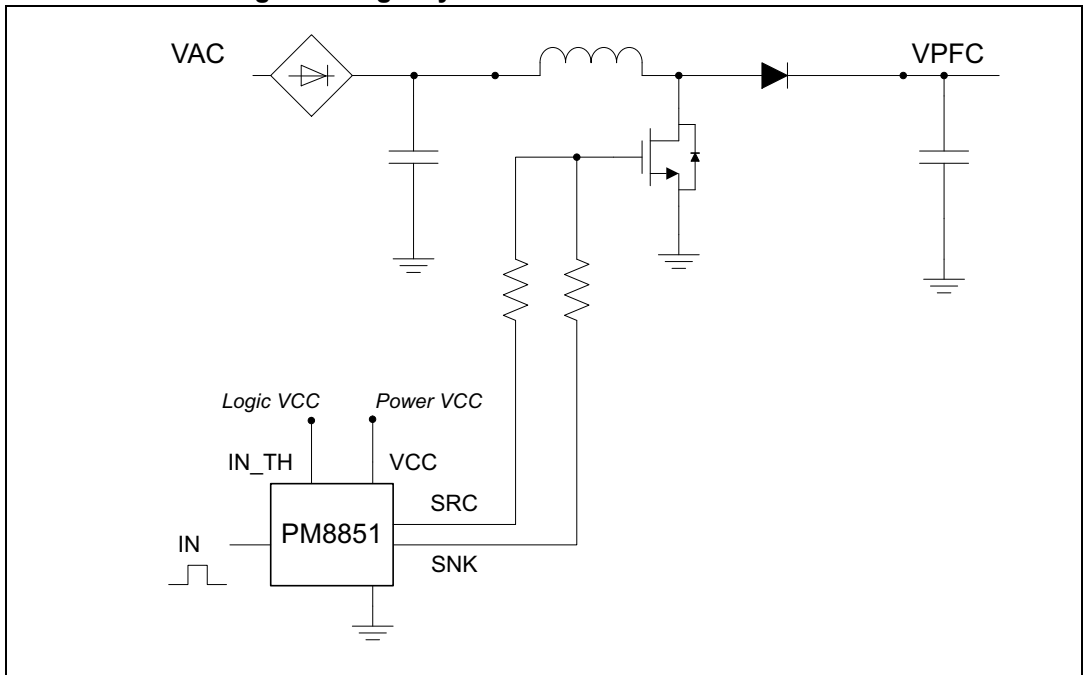 VAC
VPFC
Logic VCC
Power VCC
IN_TH
VCC
SRC
PM8851
IN
SNK